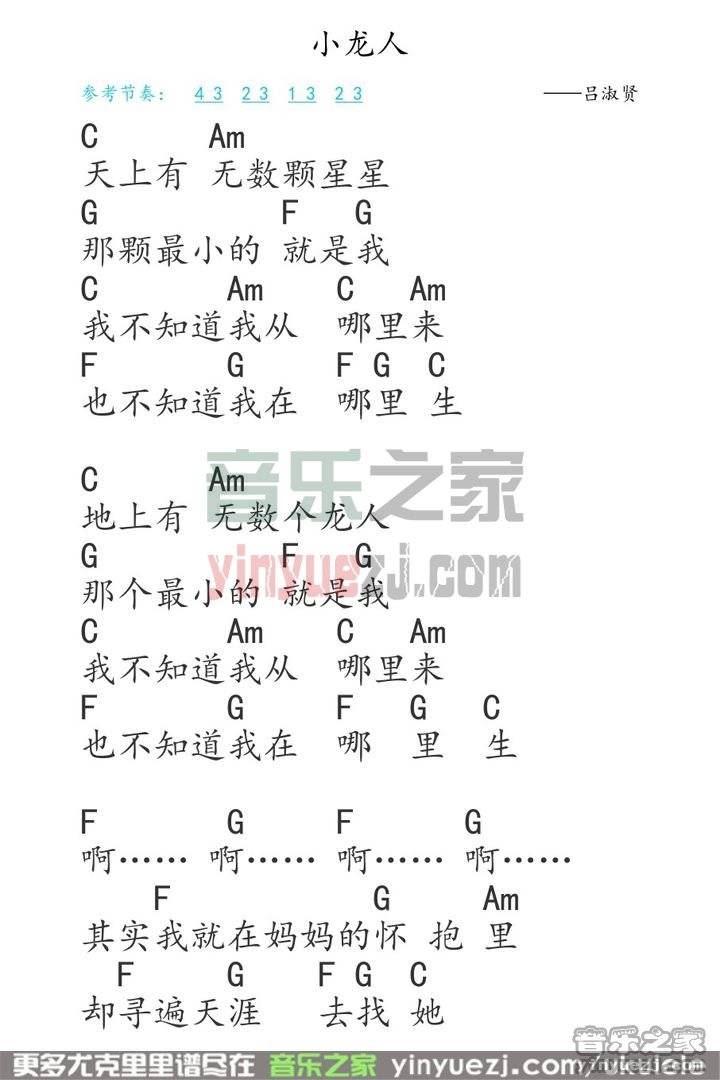 小龙人
参考节奏： 4 3 2 3 1 3 2 3 ——吕淑贤
C Am
天上有 无数颗星星
G F G
那颗最小的 就是我
C Am C Am
我不知道我从 哪里来
F G F G C
也不知道我在 哪里 生
音乐之家
yinyuezj.com
C Am
地上有 无数个龙人
G F G
那个最小的 就是我
C Am C Am
我不知道我从 哪里来
F G F G C
也不知道我在 哪 里 生
F G F G
啊…… 啊…… 啊…… 啊……
F G Am
其实我就在妈妈的怀 抱 里
F G F G C
却寻遍天涯 去找 她
音乐之家
yinyuezj.com
更多尤克里里谱尽在 音乐之家 yinyuezj.com/ulclele